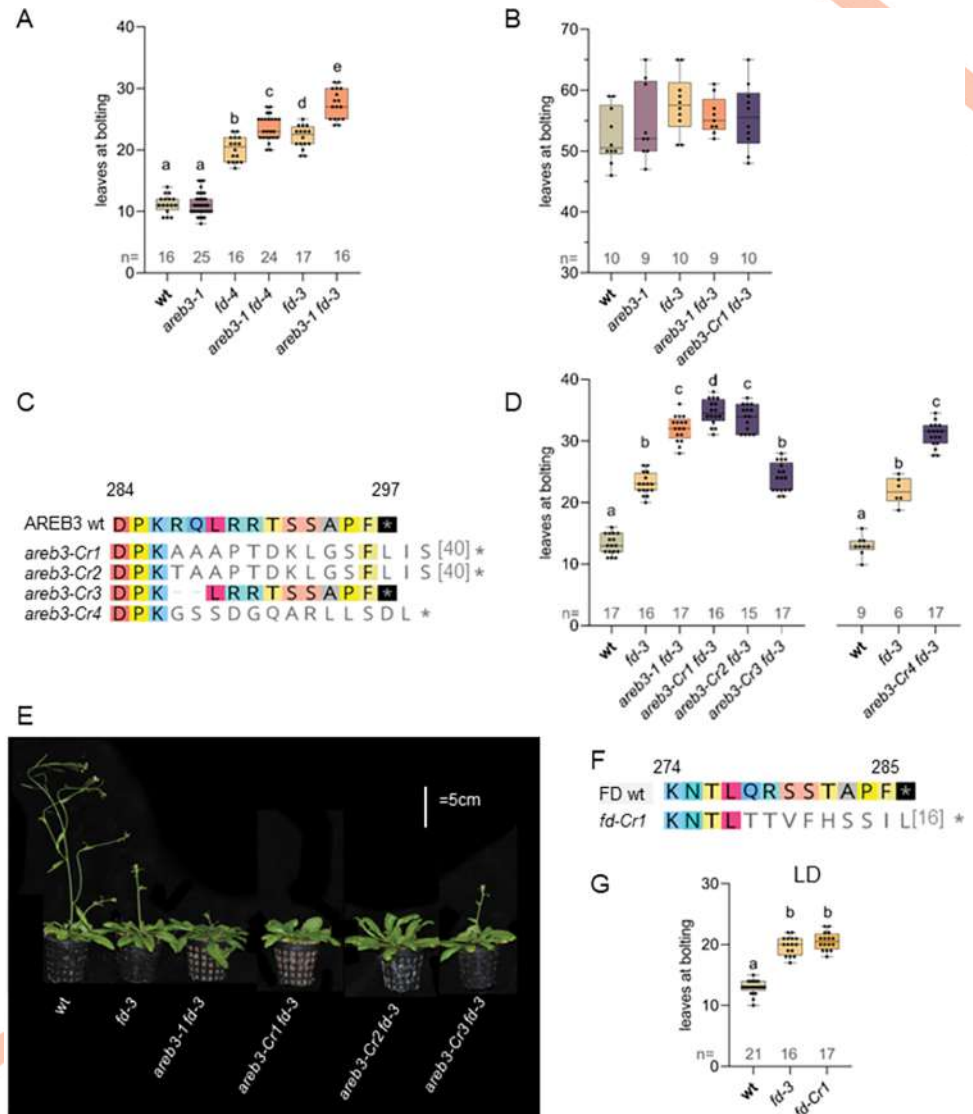 A
leaves at bolting
40
30
20
10
0
a
a
b
c
d
e
n= 16 25 16 24 17 16
wt
areb3-1
fd-4
areb3-1 fd-4
fd-3
areb3-1 fd-3
B
leaves at bolting
70
60
50
40
30
n= 10 9 10 9 10
wt
areb3-1
fd-3
areb3-1 fd-3
areb3-Cr1 fd-3
C
284 297
AREB3 wt DPKRQLRRTSSAPF*
areb3-Cr1 DPKAAAPTDKLGSFLIS[40]*
areb3-Cr2 DPKTAAPTDKLGSFLIS[40]*
areb3-Cr3 DPK--LRRTSSAPF*
areb3-Cr4 DPKGSSDGQARLLSDL*
D
leaves at bolting
40
30
20
10
0
a
b
c
d
c
b
a
b
c
n= 17 16 17 16 15 17 9 6 17
wt
fd-3
areb3-1 fd-3
areb3-Cr1 fd-3
areb3-Cr2 fd-3
areb3-Cr3 fd-3
wt
fd-3
areb3-Cr4 fd-3
E
=5cm
wt
fd-3
areb3-1 fd-3
areb3-Cr1 fd-3
areb3-Cr2 fd-3
areb3-Cr3 fd-3
F
274 285
FD wt KNTLQRSSTAPF*
fd-Cr1 KNTLTTVFHSSIL[16] *
G
LD
leaves at bolting
30
20
10
0
a
b
b
n= 21 16 17
wt
fd-3
fd-Cr1